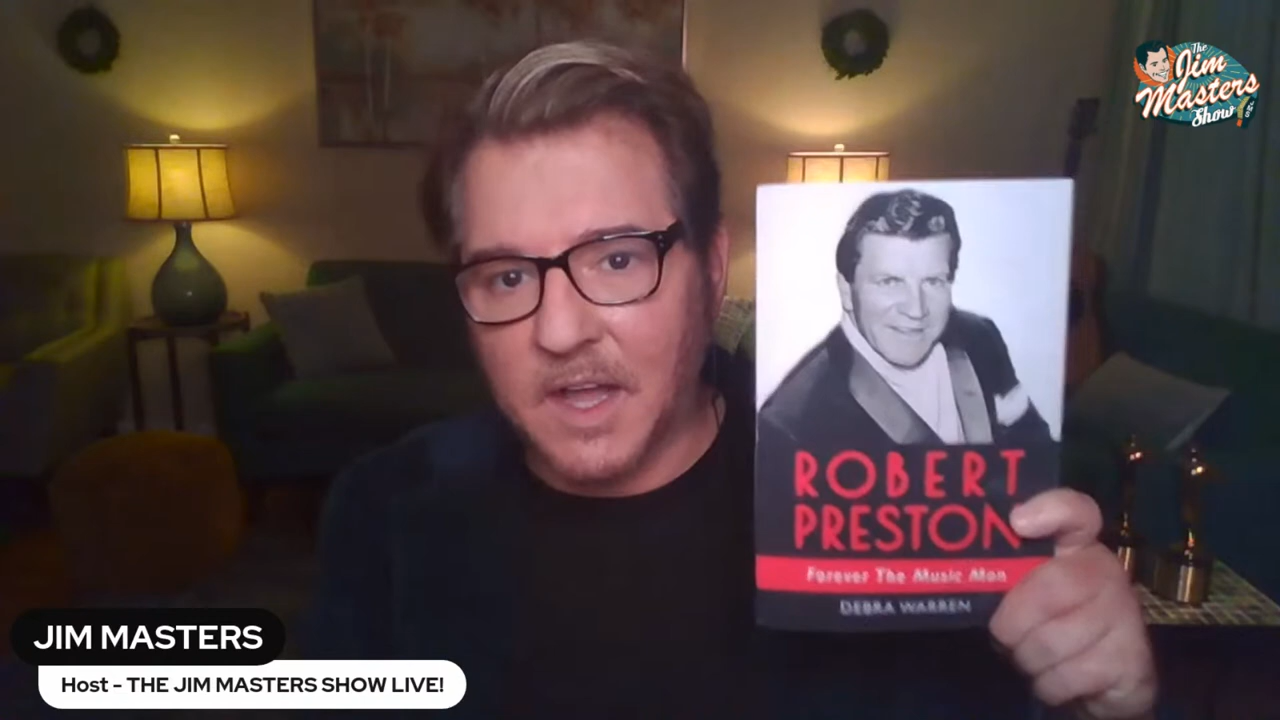 The
Jim
Masters
Show
ROBERT
PRESTON
Forever The Music Man
DEBRA WARREN
JIM MASTERS
Host - THE JIM MASTERS SHOW LIVE!